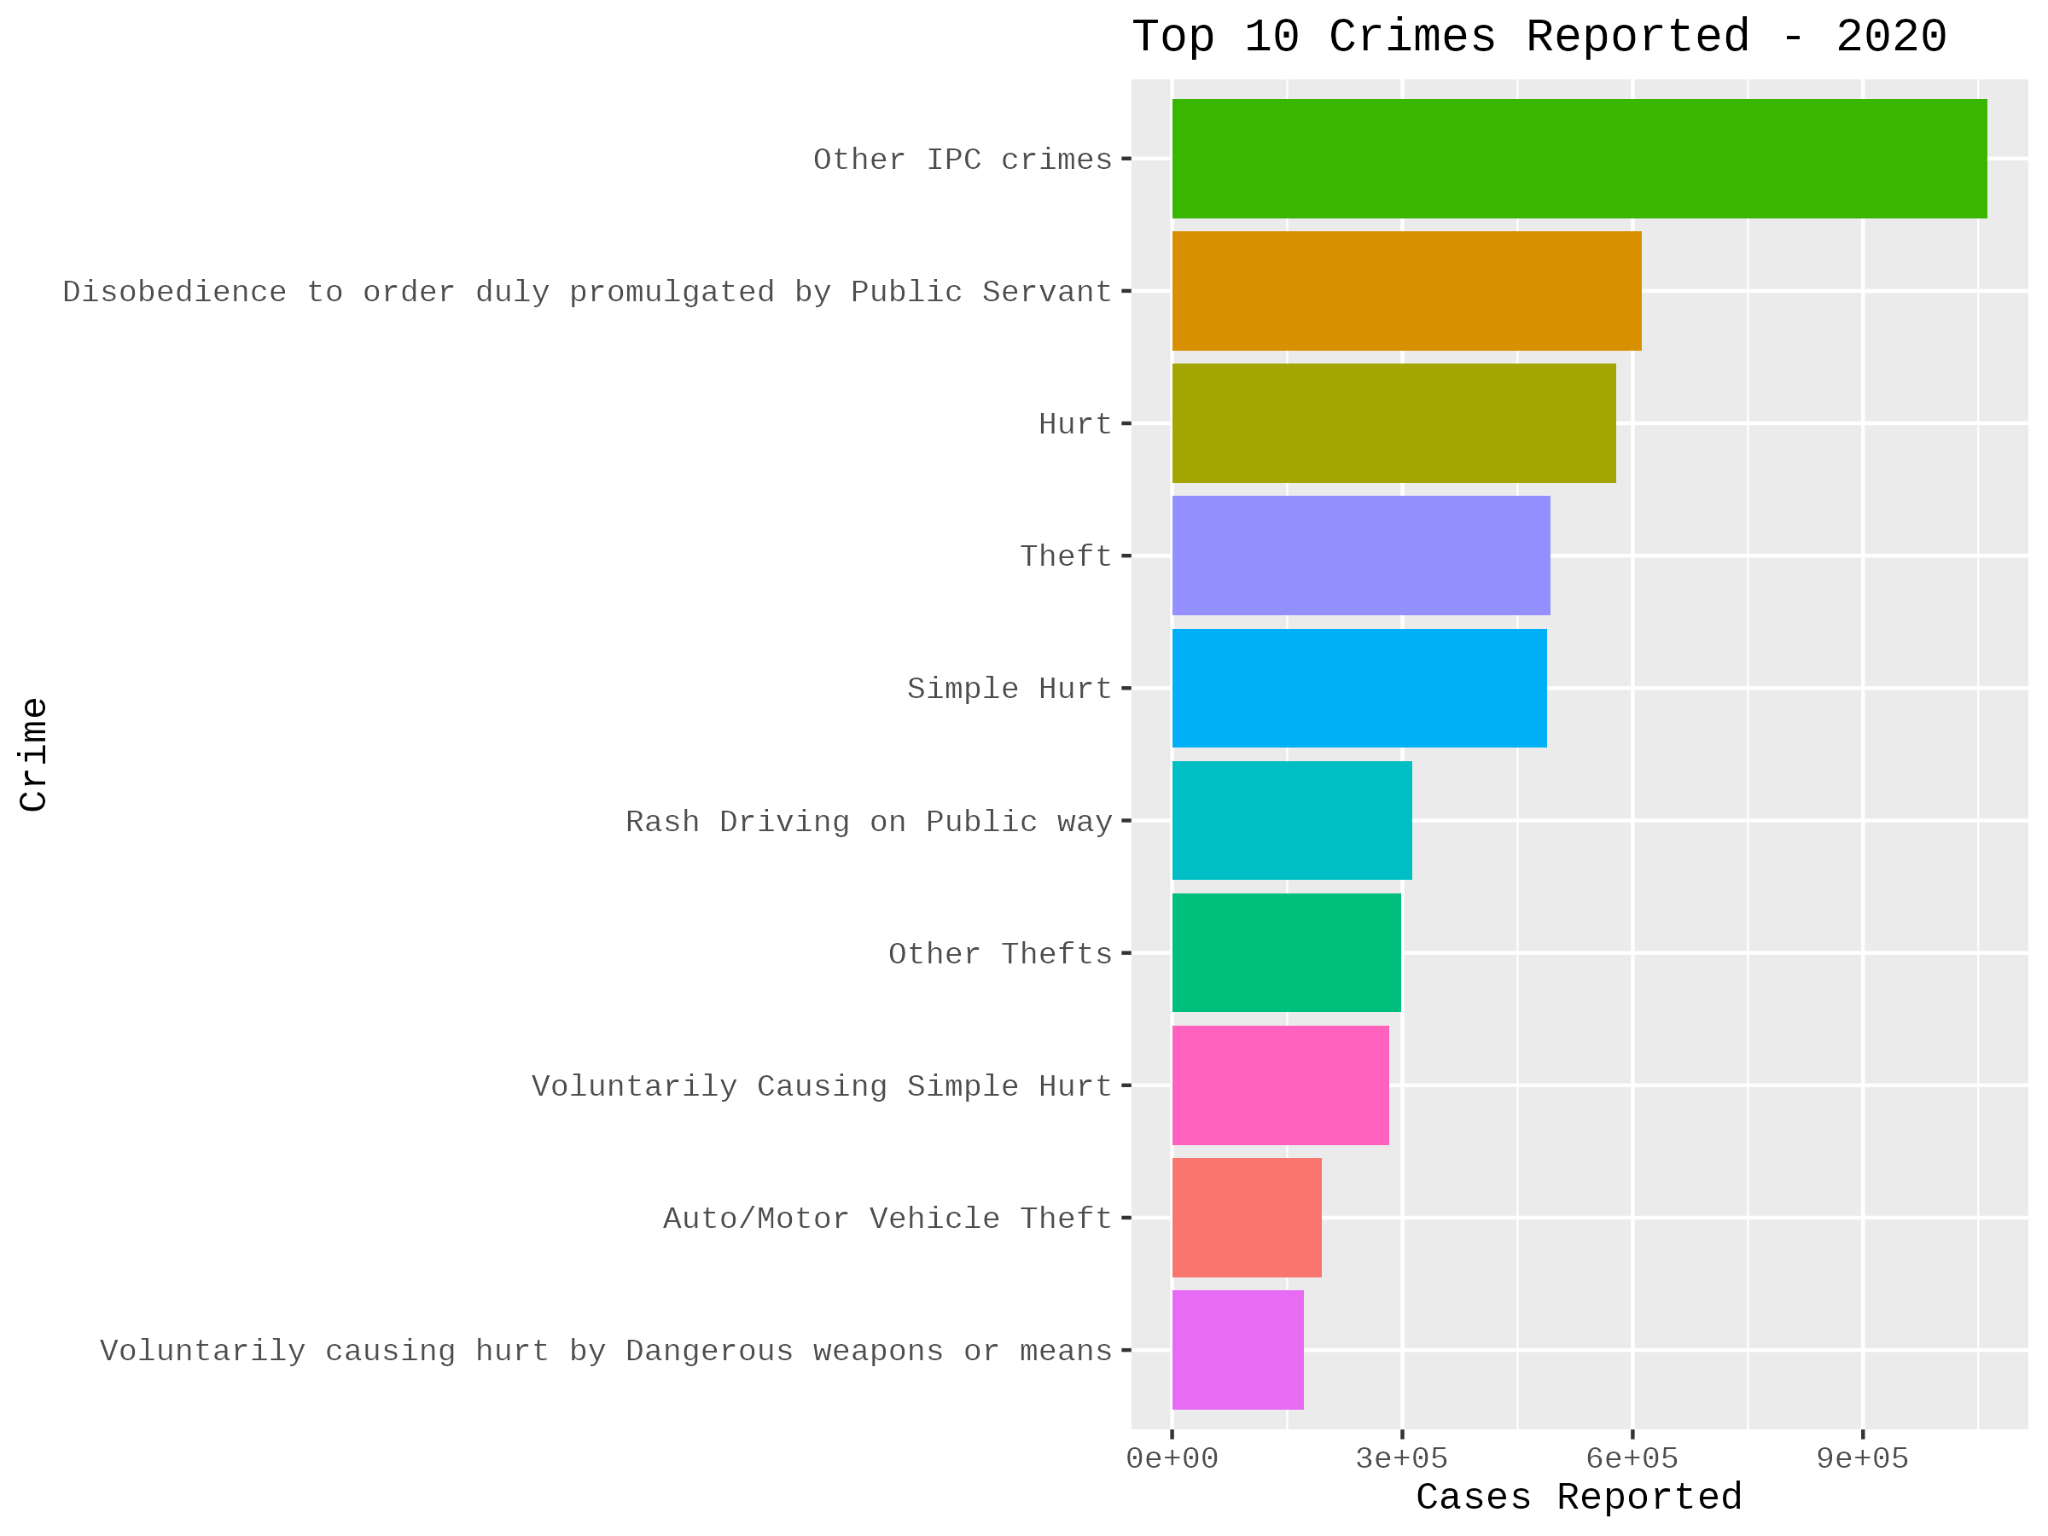 Top 10 Crimes Reported - 2020
Other IPC crimes
Disobedience to order duly promulgated by Public Servant
Hurt
Theft
Simple Hurt
Rash Driving on Public way
Other Thefts
Voluntarily Causing Simple Hurt
Auto/Motor Vehicle Theft
Voluntarily causing hurt by Dangerous weapons or means
Crime
0e+00 3e+05 6e+05 9e+05
Cases Reported